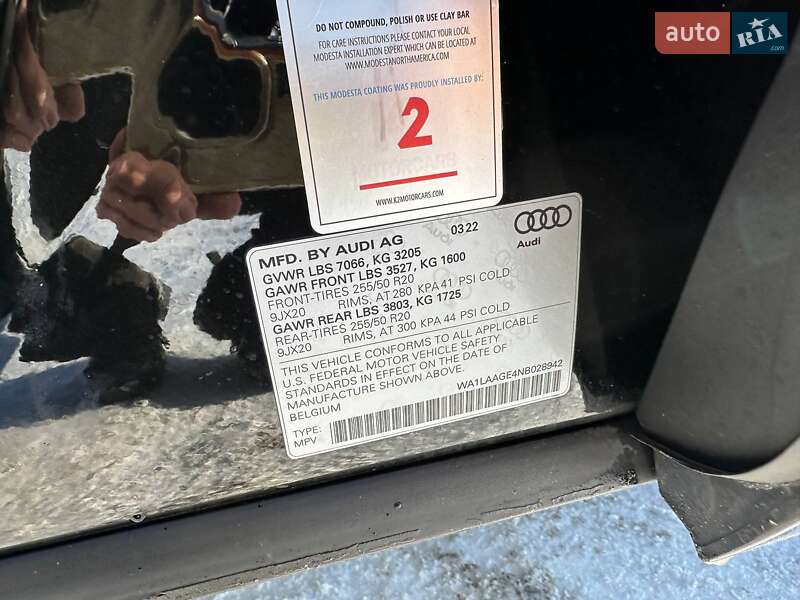 DO NOT COMPOUND, POLISH OR USE CLAY BAR
FOR CARE INSTRUCTIONS PLEASE CONTACT YOUR LOCAL
MODESTA INSTALLATION EXPERT WHICH CAN BE LOCATED AT
WWW.MODESTANORTHAMERICA.COM
THIS MODESTA COATING WAS PROUDLY INSTALLED BY:
2
WWW.K2MOTORCARS.COM
auto RIA.com
MFD. BY AUDI AG 03 22
Audi
GVWR LBS 7066, KG 3205
GAWR FRONT LBS 3527, KG 1600
FRONT-TIRES 255/50 R20
9JX20 RIMS, AT 280 KPA 41 PSI COLD
GAWR REAR LBS 3803, KG 1725
REAR-TIRES 255/50 R20
9JX20 RIMS, AT 300 KPA 44 PSI COLD
THIS VEHICLE CONFORMS TO ALL APPLICABLE
U.S. FEDERAL MOTOR VEHICLE SAFETY
STANDARDS IN EFFECT ON THE DATE OF
MANUFACTURE SHOWN ABOVE.
BELGIUM WA1LAAGE4NB028942
TYPE:
MPV